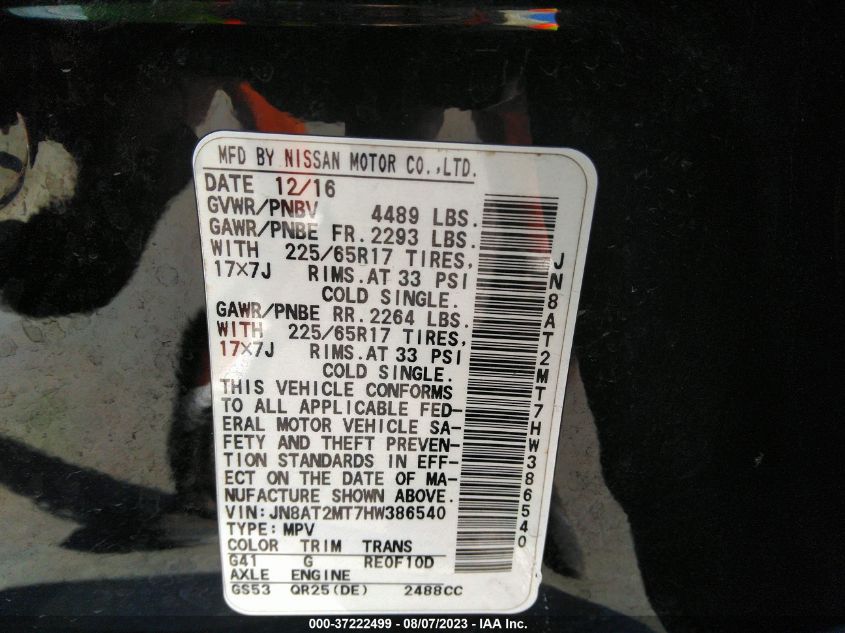 MFD BY NISSAN MOTOR CO.,LTD.
DATE 12/16
GVWR/PNBV 4489 LBS.
GAWR/PNBE FR. 2293 LBS.
WITH 225/65R17 TIRES,
17×7J RIMS.AT 33 PSI
COLD SINGLE.
GAWR/PNBE RR. 2264 LBS.
WITH 225/65R17 TIRES,
17×7J RIMS.AT 33 PSI
COLD SINGLE.
THIS VEHICLE CONFORMS
TO ALL APPLICABLE FED-
ERAL MOTOR VEHICLE SA-
FETY AND THEFT PREVEN-
TION STANDARDS IN EFF-
ECT ON THE DATE OF MA-
NUFACTURE SHOWN ABOVE.
VIN:JN8AT2MT7HW386540
TYPE:MPV
COLOR TRIM TRANS
G41 G RE0F10D
AXLE ENGINE
GS53 QR25(DE) 2488CC
JN8AT2MT7HW386540
000-37222499 - 08/07/2023 - IAA Inc.